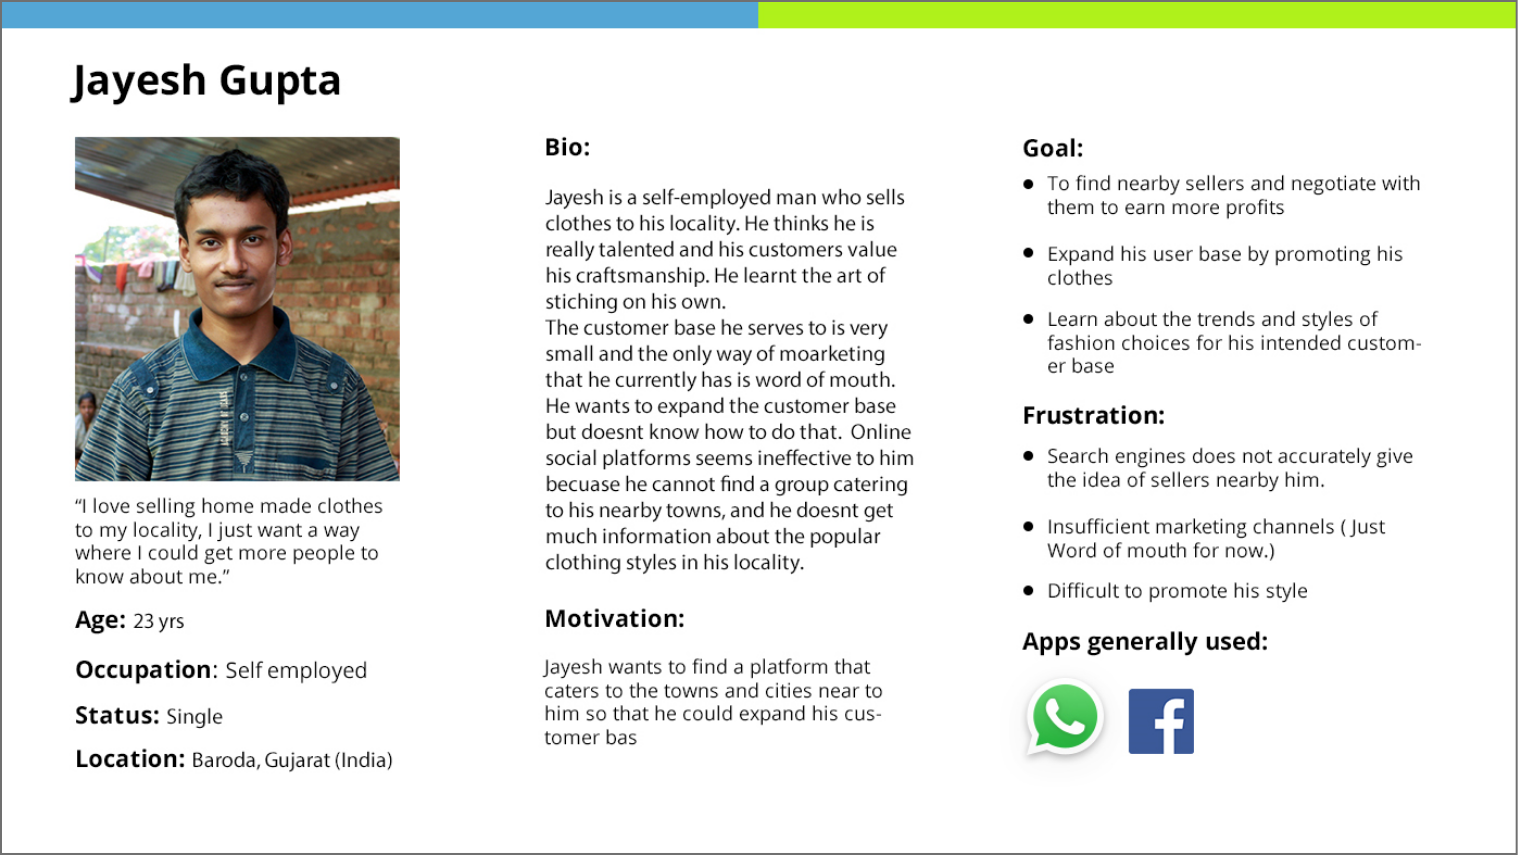 Jayesh Gupta
“I love selling home made clothes
to my locality, I just want a way
where I could get more people to
know about me.”
Age: 23 yrs
Occupation: Self employed
Status: Single
Location: Baroda, Gujarat (India)
Bio:
Jayesh is a self-employed man who sells
clothes to his locality. He thinks he is
really talented and his customers value
his craftsmanship. He learnt the art of
stiching on his own.
The customer base he serves to is very
small and the only way of moarketing
that he currently has is word of mouth.
He wants to expand the customer base
but doesnt know how to do that.  Online
social platforms seems ineffective to him
becuase he cannot find a group catering
to his nearby towns, and he doesnt get
much information about the popular
clothing styles in his locality.
Motivation:
Jayesh wants to find a platform that
caters to the towns and cities near to
him so that he could expand his cus-
tomer bas
Goal:
● To find nearby sellers and negotiate with
them to earn more profits
● Expand his user base by promoting his
clothes
● Learn about the trends and styles of
fashion choices for his intended custom-
er base
Frustration:
● Search engines does not accurately give
the idea of sellers nearby him.
● Insufficient marketing channels ( Just
Word of mouth for now.)
● Difficult to promote his style
Apps generally used: